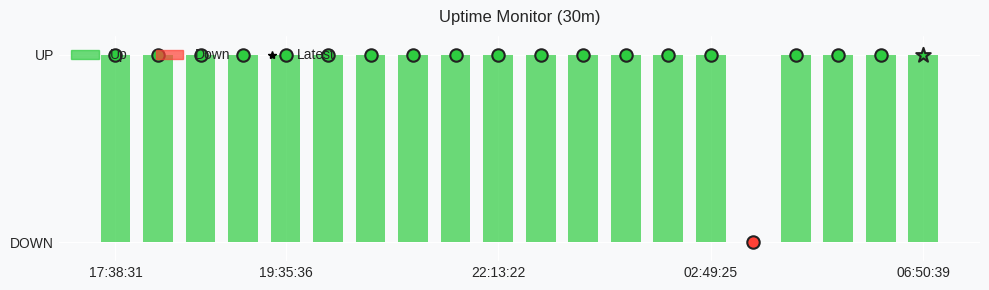 Uptime Monitor (30m)
UP
Up Down Latest
DOWN
17:38:31 19:35:36 22:13:22 02:49:25 06:50:39